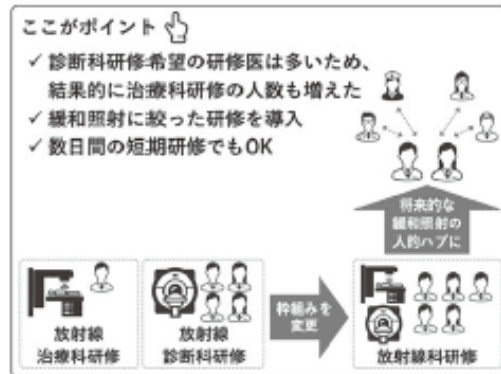 ここがポイント
✓ 診断科研修希望の研修医は多いため、
結果的に治療科研修の人数も増えた
✓ 緩和照射に絞った研修を導入
✓ 数日間の短期研修でもOK
将来的な
緩和照射の
人的ハブに
放射線
治療科研修
放射線
診断科研修
枠組みを
変更
放射線科研修